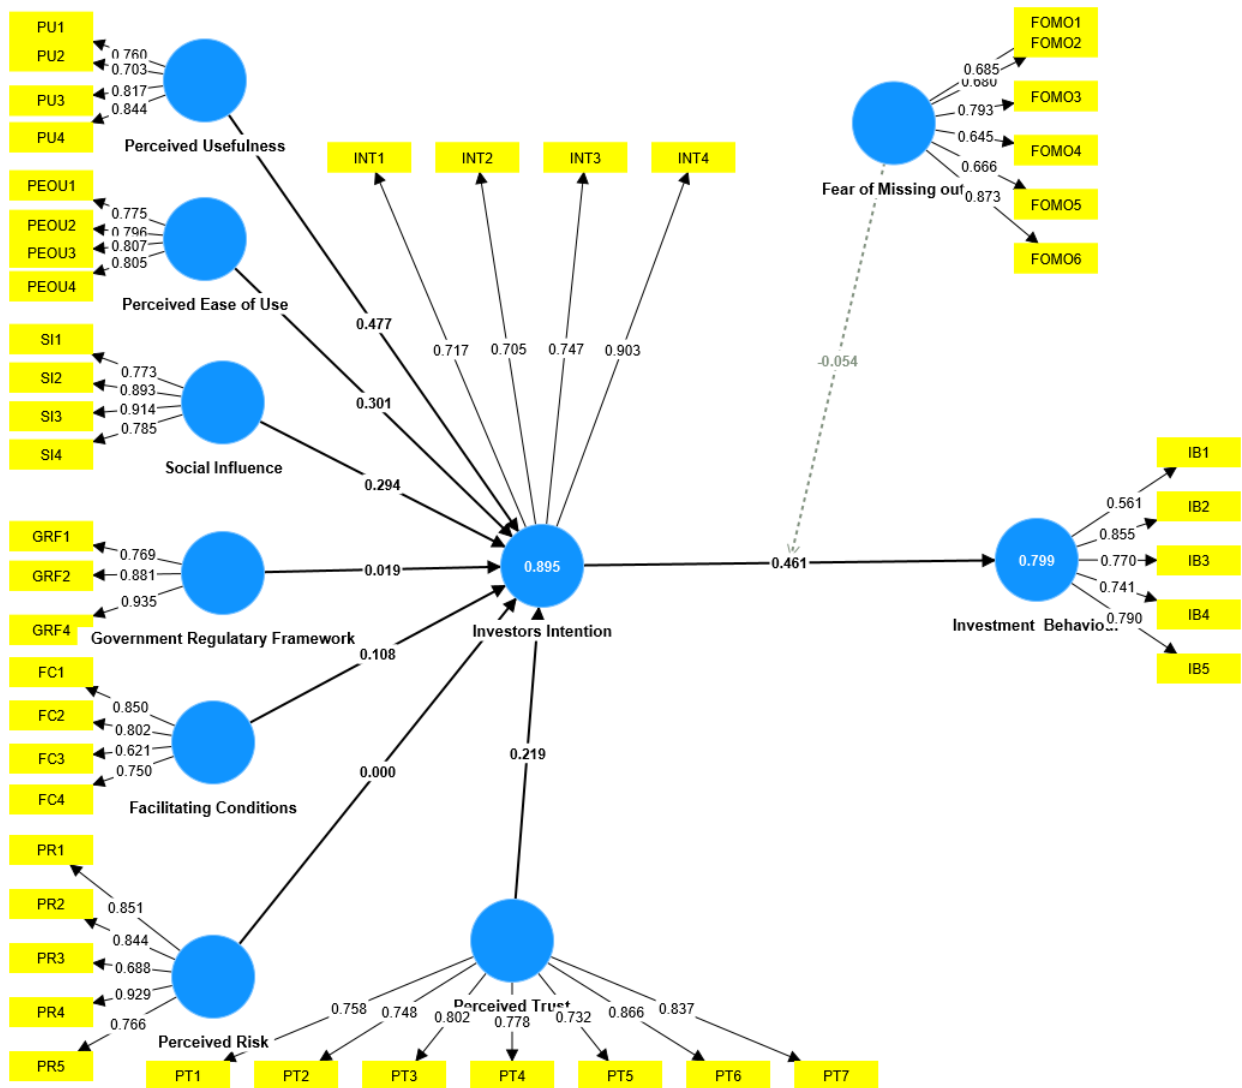 PU1
PU2
PU3
PU4
0.760
0.703
0.817
0.844
Perceived Usefulness
PEOU1
PEOU2
PEOU3
PEOU4
0.775
0.796
0.807
0.805
Perceived Ease of Use
SI1
SI2
SI3
SI4
0.773
0.893
0.914
0.785
Social Influence
GRF1
GRF2
GRF4
0.769
0.881
0.935
Government Regulatary Framework
FC1
FC2
FC3
FC4
0.850
0.802
0.621
0.750
Facilitating Conditions
PR1
PR2
PR3
PR4
PR5
0.851
0.844
0.688
0.929
0.766
Perceived Risk
INT1
INT2
INT3
INT4
0.717
0.705
0.747
0.903
0.477
0.301
0.294
0.019
0.108
0.000
0.219
0.895
Investors Intention
Perceived Trust
0.758
0.748
0.802
0.778
0.732
0.866
0.837
PT1
PT2
PT3
PT4
PT5
PT6
PT7
FOMO1
FOMO2
FOMO3
FOMO4
FOMO5
FOMO6
0.685
0.680
0.793
0.645
0.666
0.873
Fear of Missing out
-0.054
0.461
0.799
Investment Behaviour
IB1
IB2
IB3
IB4
IB5
0.561
0.855
0.770
0.741
0.790